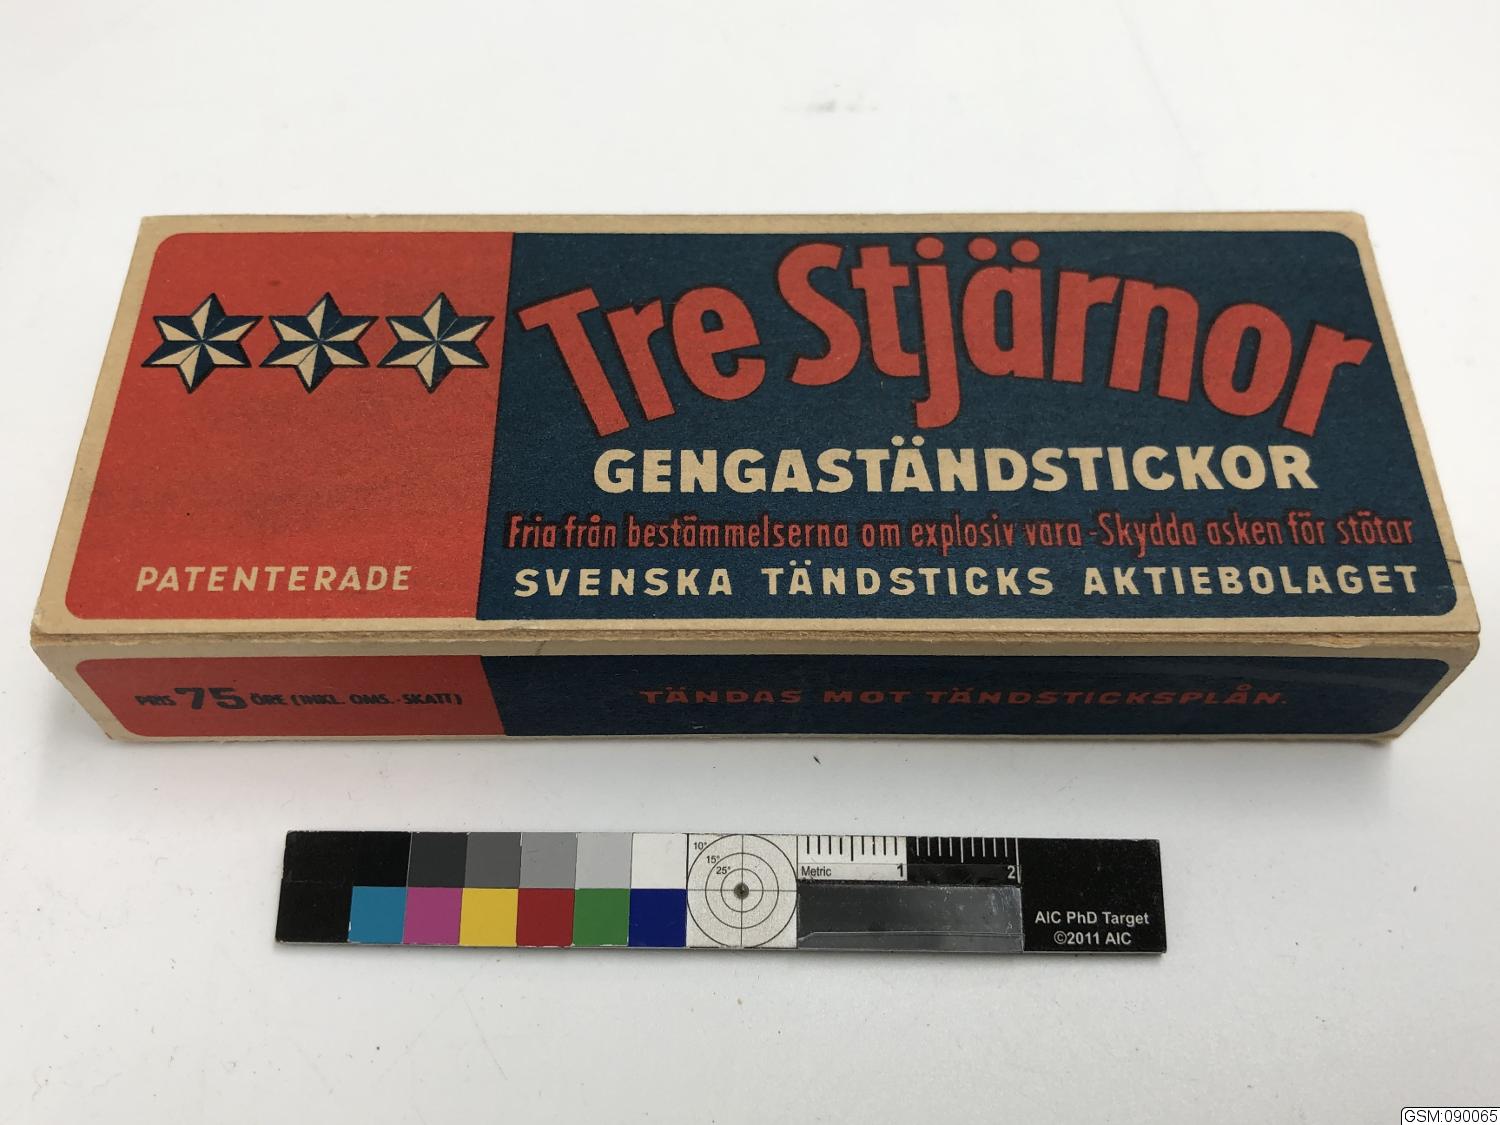 Tre Stjärnor
GENGASTÄNDSTICKOR
Fria från bestämmelserna om explosiv vara - Skydda asken för stötar
PATENTERADE
SVENSKA TÄNDSTICKS AKTIEBOLAGET
PRIS 75 ÖRE (INKL. OMS.-SKATT)
TÄNDAS MOT TÄNDSTICKSPLÅN.
10°
15°
25°
Metric 1 2
AIC PhD Target
©2011 AIC
GSM:090065